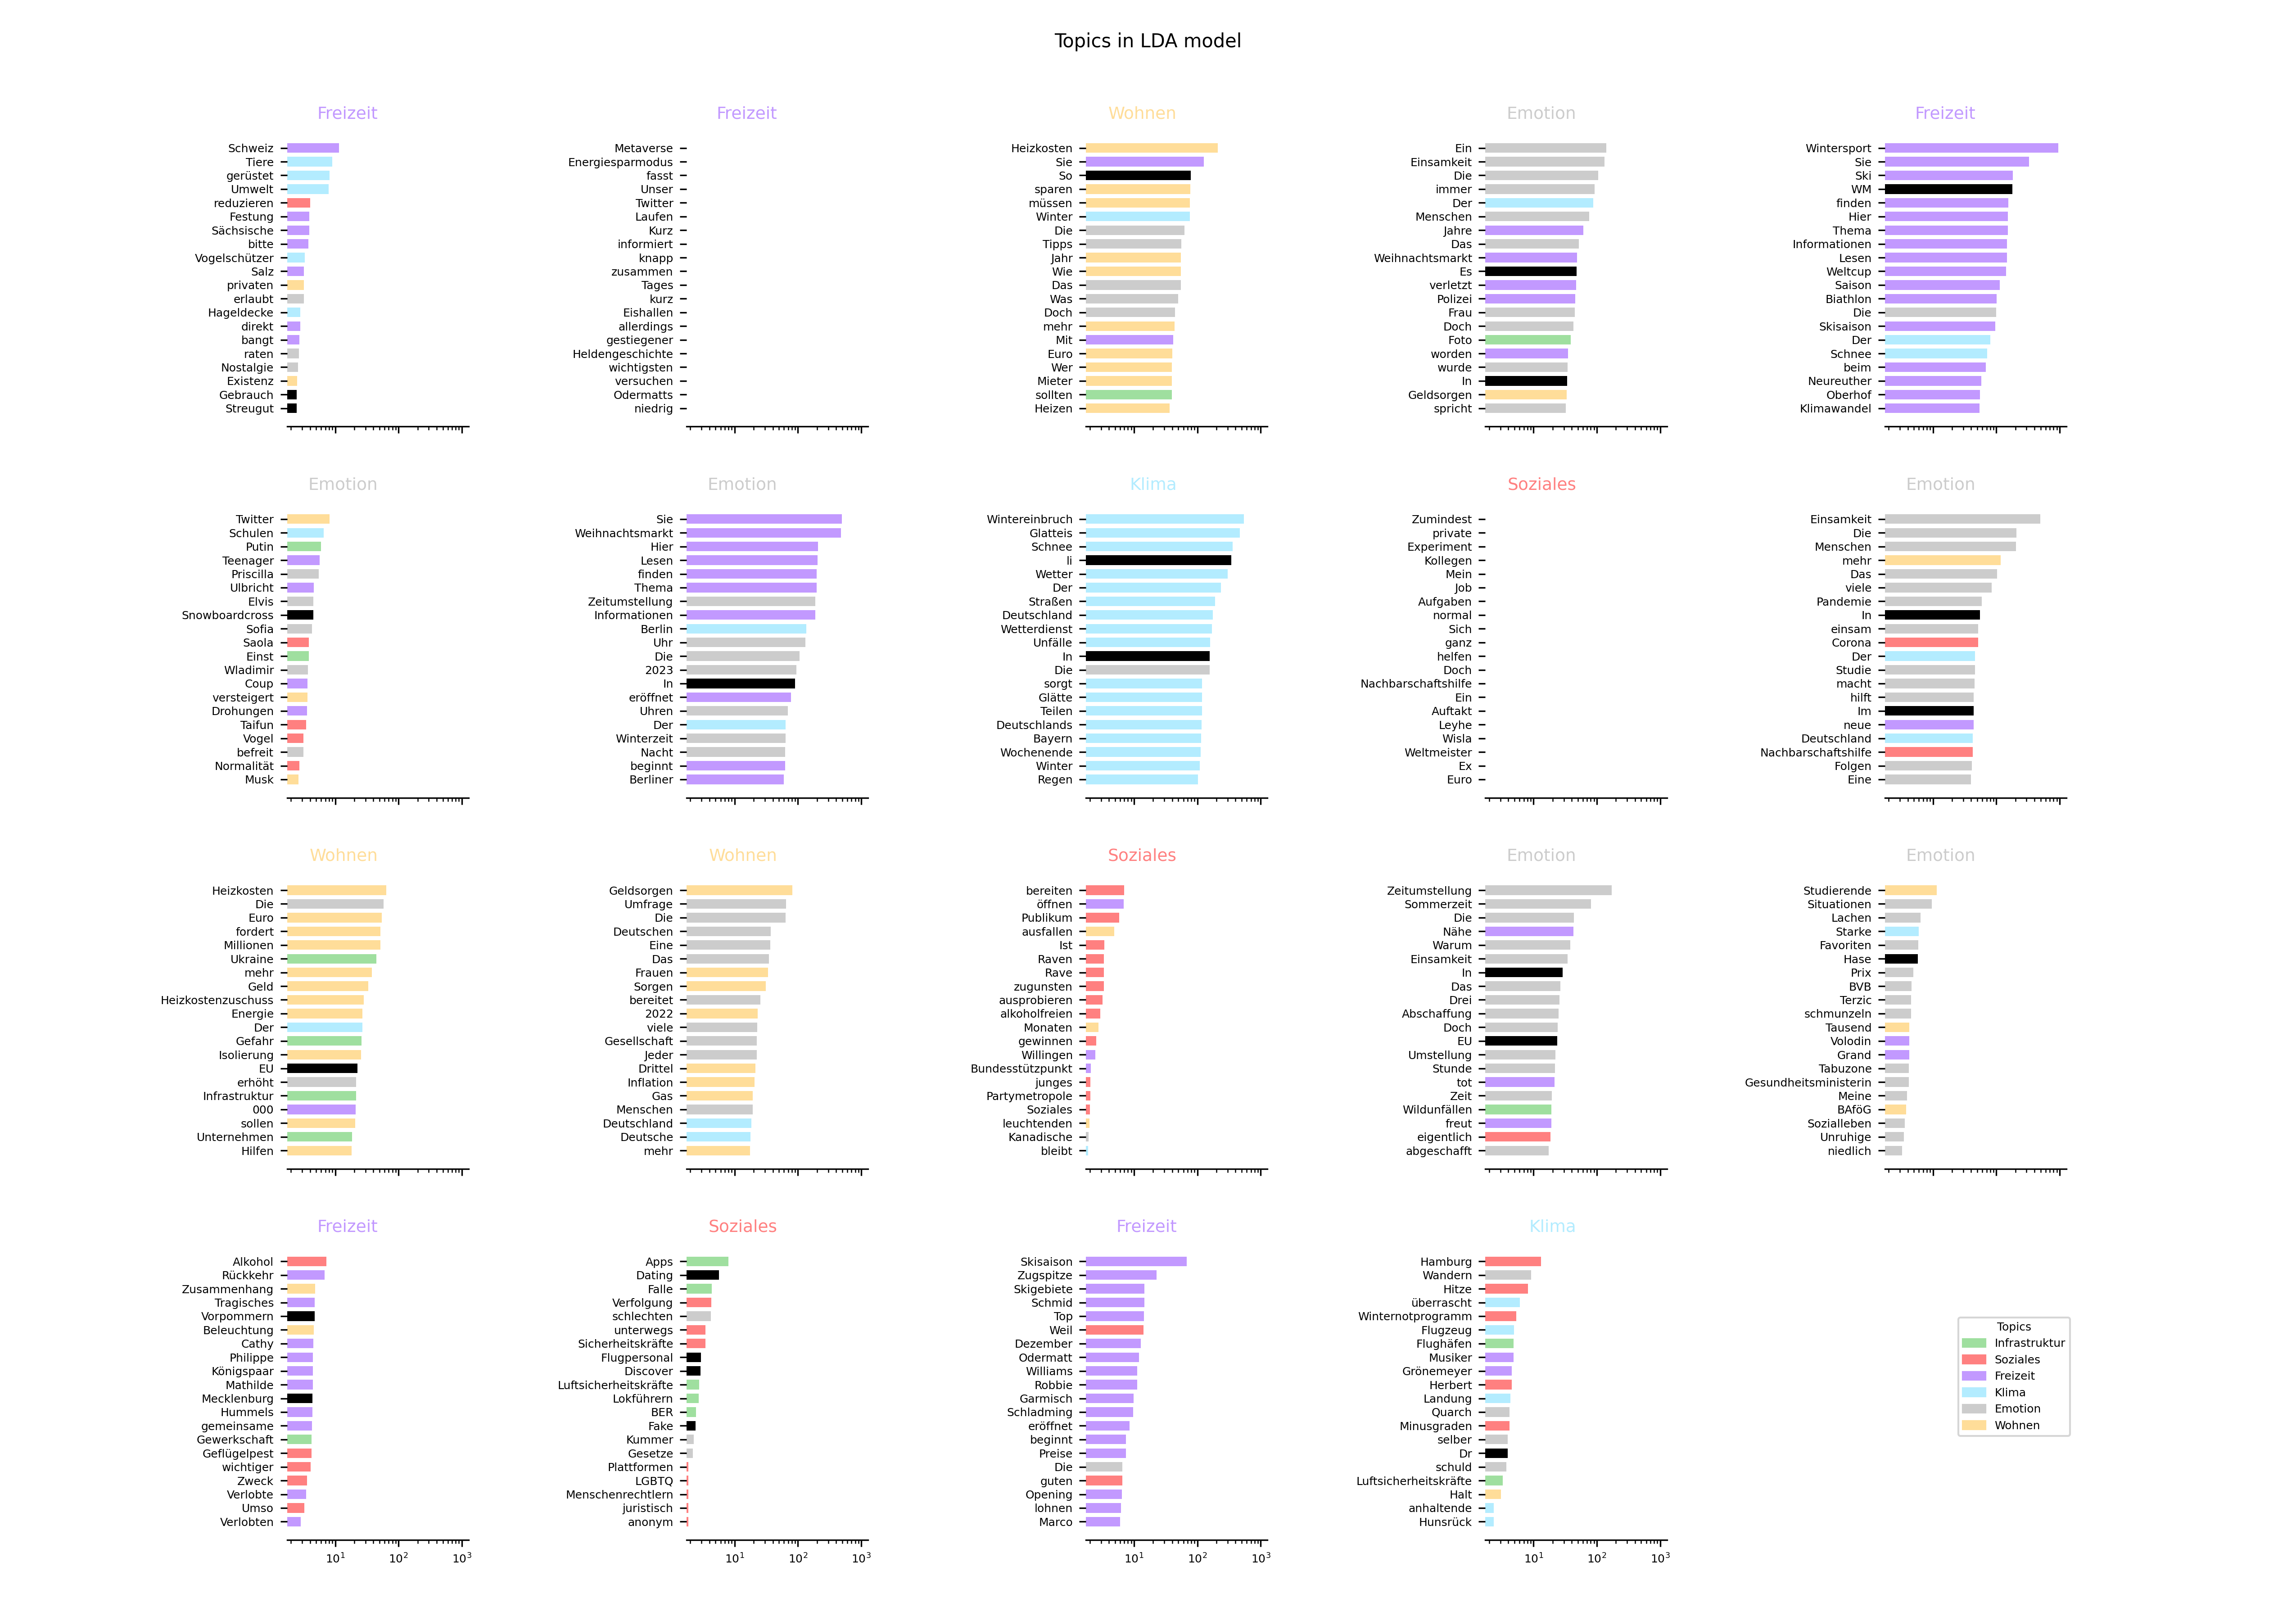 Topics in LDA model
Freizeit
Schweiz
Tiere
gerüstet
Umwelt
reduzieren
Festung
Sächsische
bitte
Vogelschützer
Salz
privaten
erlaubt
Hageldecke
direkt
bangt
raten
Nostalgie
Existenz
Gebrauch
Streugut
Freizeit
Metaverse
Energiesparmodus
fasst
Unser
Twitter
Laufen
Kurz
informiert
knapp
zusammen
Tages
kurz
Eishallen
allerdings
gestiegener
Heldengeschichte
wichtigsten
versuchen
Odermatts
niedrig
Wohnen
Heizkosten
Sie
So
sparen
müssen
Winter
Die
Tipps
Jahr
Wie
Das
Was
Doch
mehr
Mit
Euro
Wer
Mieter
sollten
Heizen
Emotion
Ein
Einsamkeit
Die
immer
Der
Menschen
Jahre
Das
Weihnachtsmarkt
Es
verletzt
Polizei
Frau
Doch
Foto
worden
wurde
In
Geldsorgen
spricht
Freizeit
Wintersport
Sie
Ski
WM
finden
Hier
Thema
Informationen
Lesen
Weltcup
Saison
Biathlon
Die
Skisaison
Der
Schnee
beim
Neureuther
Oberhof
Klimawandel
Emotion
Twitter
Schulen
Putin
Teenager
Priscilla
Ulbricht
Elvis
Snowboardcross
Sofia
Saola
Einst
Wladimir
Coup
versteigert
Drohungen
Taifun
Vogel
befreit
Normalität
Musk
Emotion
Sie
Weihnachtsmarkt
Hier
Lesen
finden
Thema
Zeitumstellung
Informationen
Berlin
Uhr
Die
2023
In
eröffnet
Uhren
Der
Winterzeit
Nacht
beginnt
Berliner
Klima
Wintereinbruch
Glatteis
Schnee
li
Wetter
Der
Straßen
Deutschland
Wetterdienst
Unfälle
In
Die
sorgt
Glätte
Teilen
Deutschlands
Bayern
Wochenende
Winter
Regen
Soziales
Zumindest
private
Experiment
Kollegen
Mein
Job
Aufgaben
normal
Sich
ganz
helfen
Doch
Nachbarschaftshilfe
Ein
Auftakt
Leyhe
Wisla
Weltmeister
Ex
Euro
Emotion
Einsamkeit
Die
Menschen
mehr
Das
viele
Pandemie
In
einsam
Corona
Der
Studie
macht
hilft
Im
neue
Deutschland
Nachbarschaftshilfe
Folgen
Eine
Wohnen
Heizkosten
Die
Euro
fordert
Millionen
Ukraine
mehr
Geld
Heizkostenzuschuss
Energie
Der
Gefahr
Isolierung
EU
erhöht
Infrastruktur
000
sollen
Unternehmen
Hilfen
Wohnen
Geldsorgen
Umfrage
Die
Deutschen
Eine
Das
Frauen
Sorgen
bereitet
2022
viele
Gesellschaft
Jeder
Drittel
Inflation
Gas
Menschen
Deutschland
Deutsche
mehr
Soziales
bereiten
öffnen
Publikum
ausfallen
Ist
Raven
Rave
zugunsten
ausprobieren
alkoholfreien
Monaten
gewinnen
Willingen
Bundesstützpunkt
junges
Partymetropole
Soziales
leuchtenden
Kanadische
bleibt
Emotion
Zeitumstellung
Sommerzeit
Die
Nähe
Warum
Einsamkeit
In
Das
Drei
Abschaffung
Doch
EU
Umstellung
Stunde
tot
Zeit
Wildunfällen
freut
eigentlich
abgeschafft
Emotion
Studierende
Situationen
Lachen
Starke
Favoriten
Hase
Prix
BVB
Terzic
schmunzeln
Tausend
Volodin
Grand
Tabuzone
Gesundheitsministerin
Meine
BAföG
Sozialleben
Unruhige
niedlich
Freizeit
Alkohol
Rückkehr
Zusammenhang
Tragisches
Vorpommern
Beleuchtung
Cathy
Philippe
Königspaar
Mathilde
Mecklenburg
Hummels
gemeinsame
Gewerkschaft
Geflügelpest
wichtiger
Zweck
Verlobte
Umso
Verlobten
10¹ 10² 10³
Soziales
Apps
Dating
Falle
Verfolgung
schlechten
unterwegs
Sicherheitskräfte
Flugpersonal
Discover
Luftsicherheitskräfte
Lokführern
BER
Fake
Kummer
Gesetze
Plattformen
LGBTQ
Menschenrechtlern
juristisch
anonym
10¹ 10² 10³
Freizeit
Skisaison
Zugspitze
Skigebiete
Schmid
Top
Weil
Dezember
Odermatt
Williams
Robbie
Garmisch
Schladming
eröffnet
beginnt
Preise
Die
guten
Opening
lohnen
Marco
10¹ 10² 10³
Klima
Hamburg
Wandern
Hitze
überrascht
Winternotprogramm
Flugzeug
Flughäfen
Musiker
Grönemeyer
Herbert
Landung
Quarch
Minusgraden
selber
Dr
schuld
Luftsicherheitskräfte
Halt
anhaltende
Hunsrück
10¹ 10² 10³
Topics
Infrastruktur
Soziales
Freizeit
Klima
Emotion
Wohnen